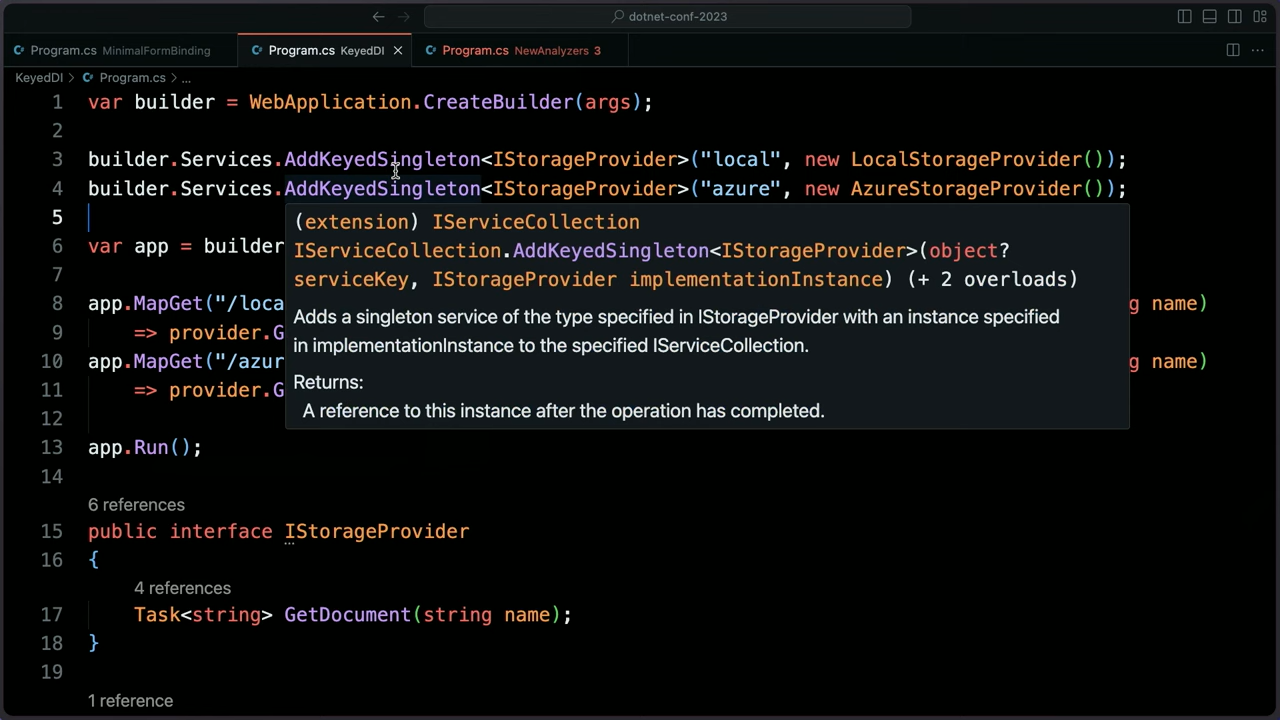 dotnet-conf-2023
Program.cs MinimalFormBinding
Program.cs KeyedDI
Program.cs NewAnalyzers 3
KeyedDI > Program.cs > ...
1 var builder = WebApplication.CreateBuilder(args);
2
3 builder.Services.AddKeyedSingleton<IStorageProvider>("local", new LocalStorageProvider());
4 builder.Services.AddKeyedSingleton<IStorageProvider>("azure", new AzureStorageProvider());
5
(extension) IServiceCollection
IServiceCollection.AddKeyedSingleton<IStorageProvider>(object?
serviceKey, IStorageProvider implementationInstance) (+ 2 overloads)
Adds a singleton service of the type specified in IStorageProvider with an instance specified
in implementationInstance to the specified IServiceCollection.
Returns:
A reference to this instance after the operation has completed.
6 var app = builder
7
8 app.MapGet("/loca g name)
9 => provider.G
10 app.MapGet("/azur g name)
11 => provider.G
12
13 app.Run();
14
6 references
15 public interface IStorageProvider
16 {
4 references
17 Task<string> GetDocument(string name);
18 }
19
1 reference